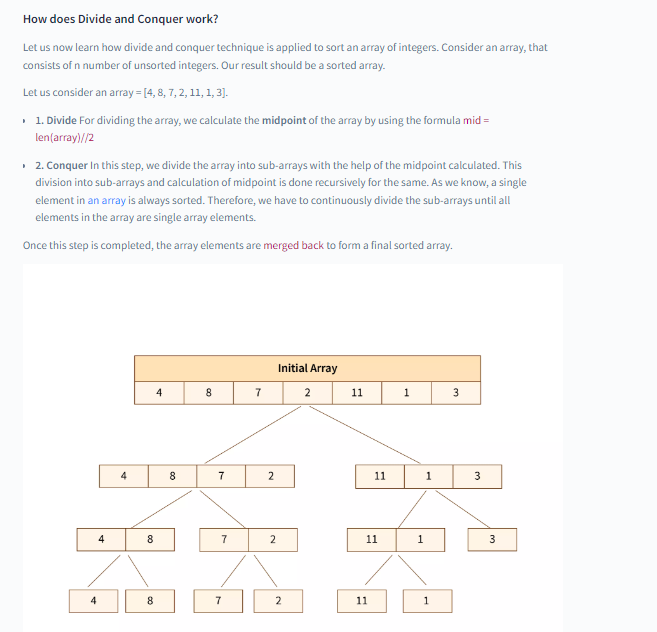 How does Divide and Conquer work?
Let us now learn how divide and conquer technique is applied to sort an array of integers. Consider an array, that
consists of n number of unsorted integers. Our result should be a sorted array.
Let us consider an array = [4, 8, 7, 2, 11, 1, 3].
1. Divide For dividing the array, we calculate the midpoint of the array by using the formula mid =
len(array)//2
2. Conquer In this step, we divide the array into sub-arrays with the help of the midpoint calculated. This
division into sub-arrays and calculation of midpoint is done recursively for the same. As we know, a single
element in an array is always sorted. Therefore, we have to continuously divide the sub-arrays until all
elements in the array are single array elements.
Once this step is completed, the array elements are merged back to form a final sorted array.
Initial Array
4 8 7 2 11 1 3
4 8 7 2 11 1 3
4 8 7 2 11 1 3
4 8 7 2 11 1